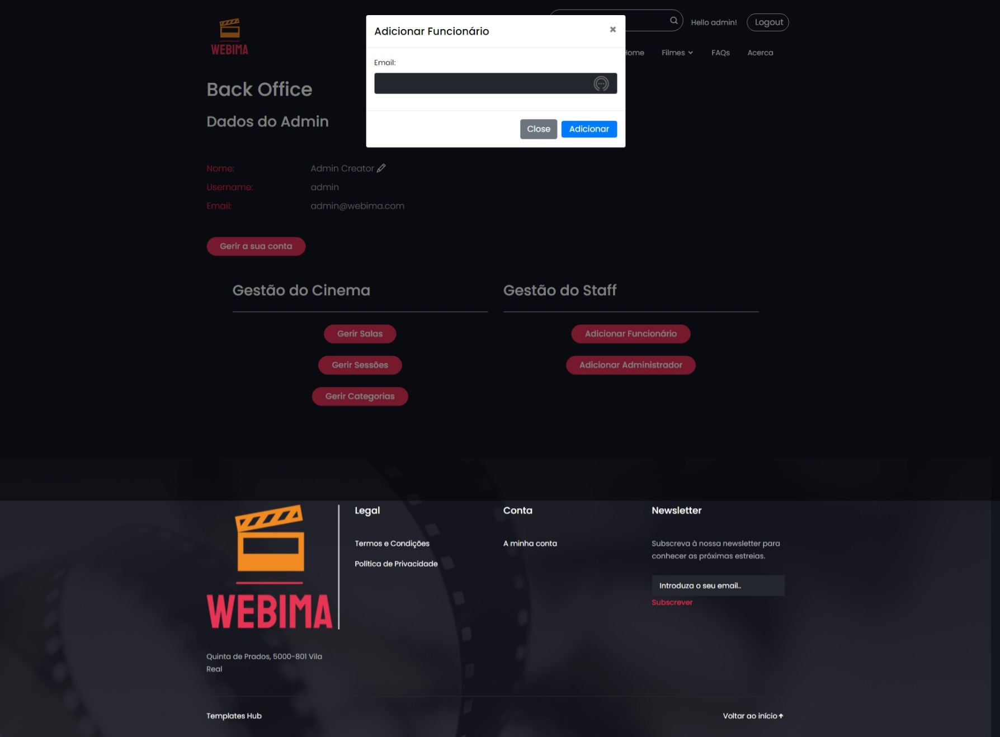 WEBIMA
Hello admin!
Logout
Home
Filmes
FAQs
Acerca
Adicionar Funcionário
×
Email:
Close
Adicionar
Back Office
Dados do Admin
Nome:
Admin Creator
Username:
admin
Email:
admin@webima.com
Gerir a sua conta
Gestão do Cinema
Gerir Salas
Gerir Sessões
Gerir Categorias
Gestão do Staff
Adicionar Funcionário
Adicionar Administrador
WEBIMA
Quinta de Prados, 5000-801 Vila
Real
Legal
Termos e Condições
Política de Privacidade
Conta
A minha conta
Newsletter
Subscreva à nossa newsletter para
conhecer as próximas estreias.
Introduza o seu email..
Subscrever
Templates Hub
Voltar ao início